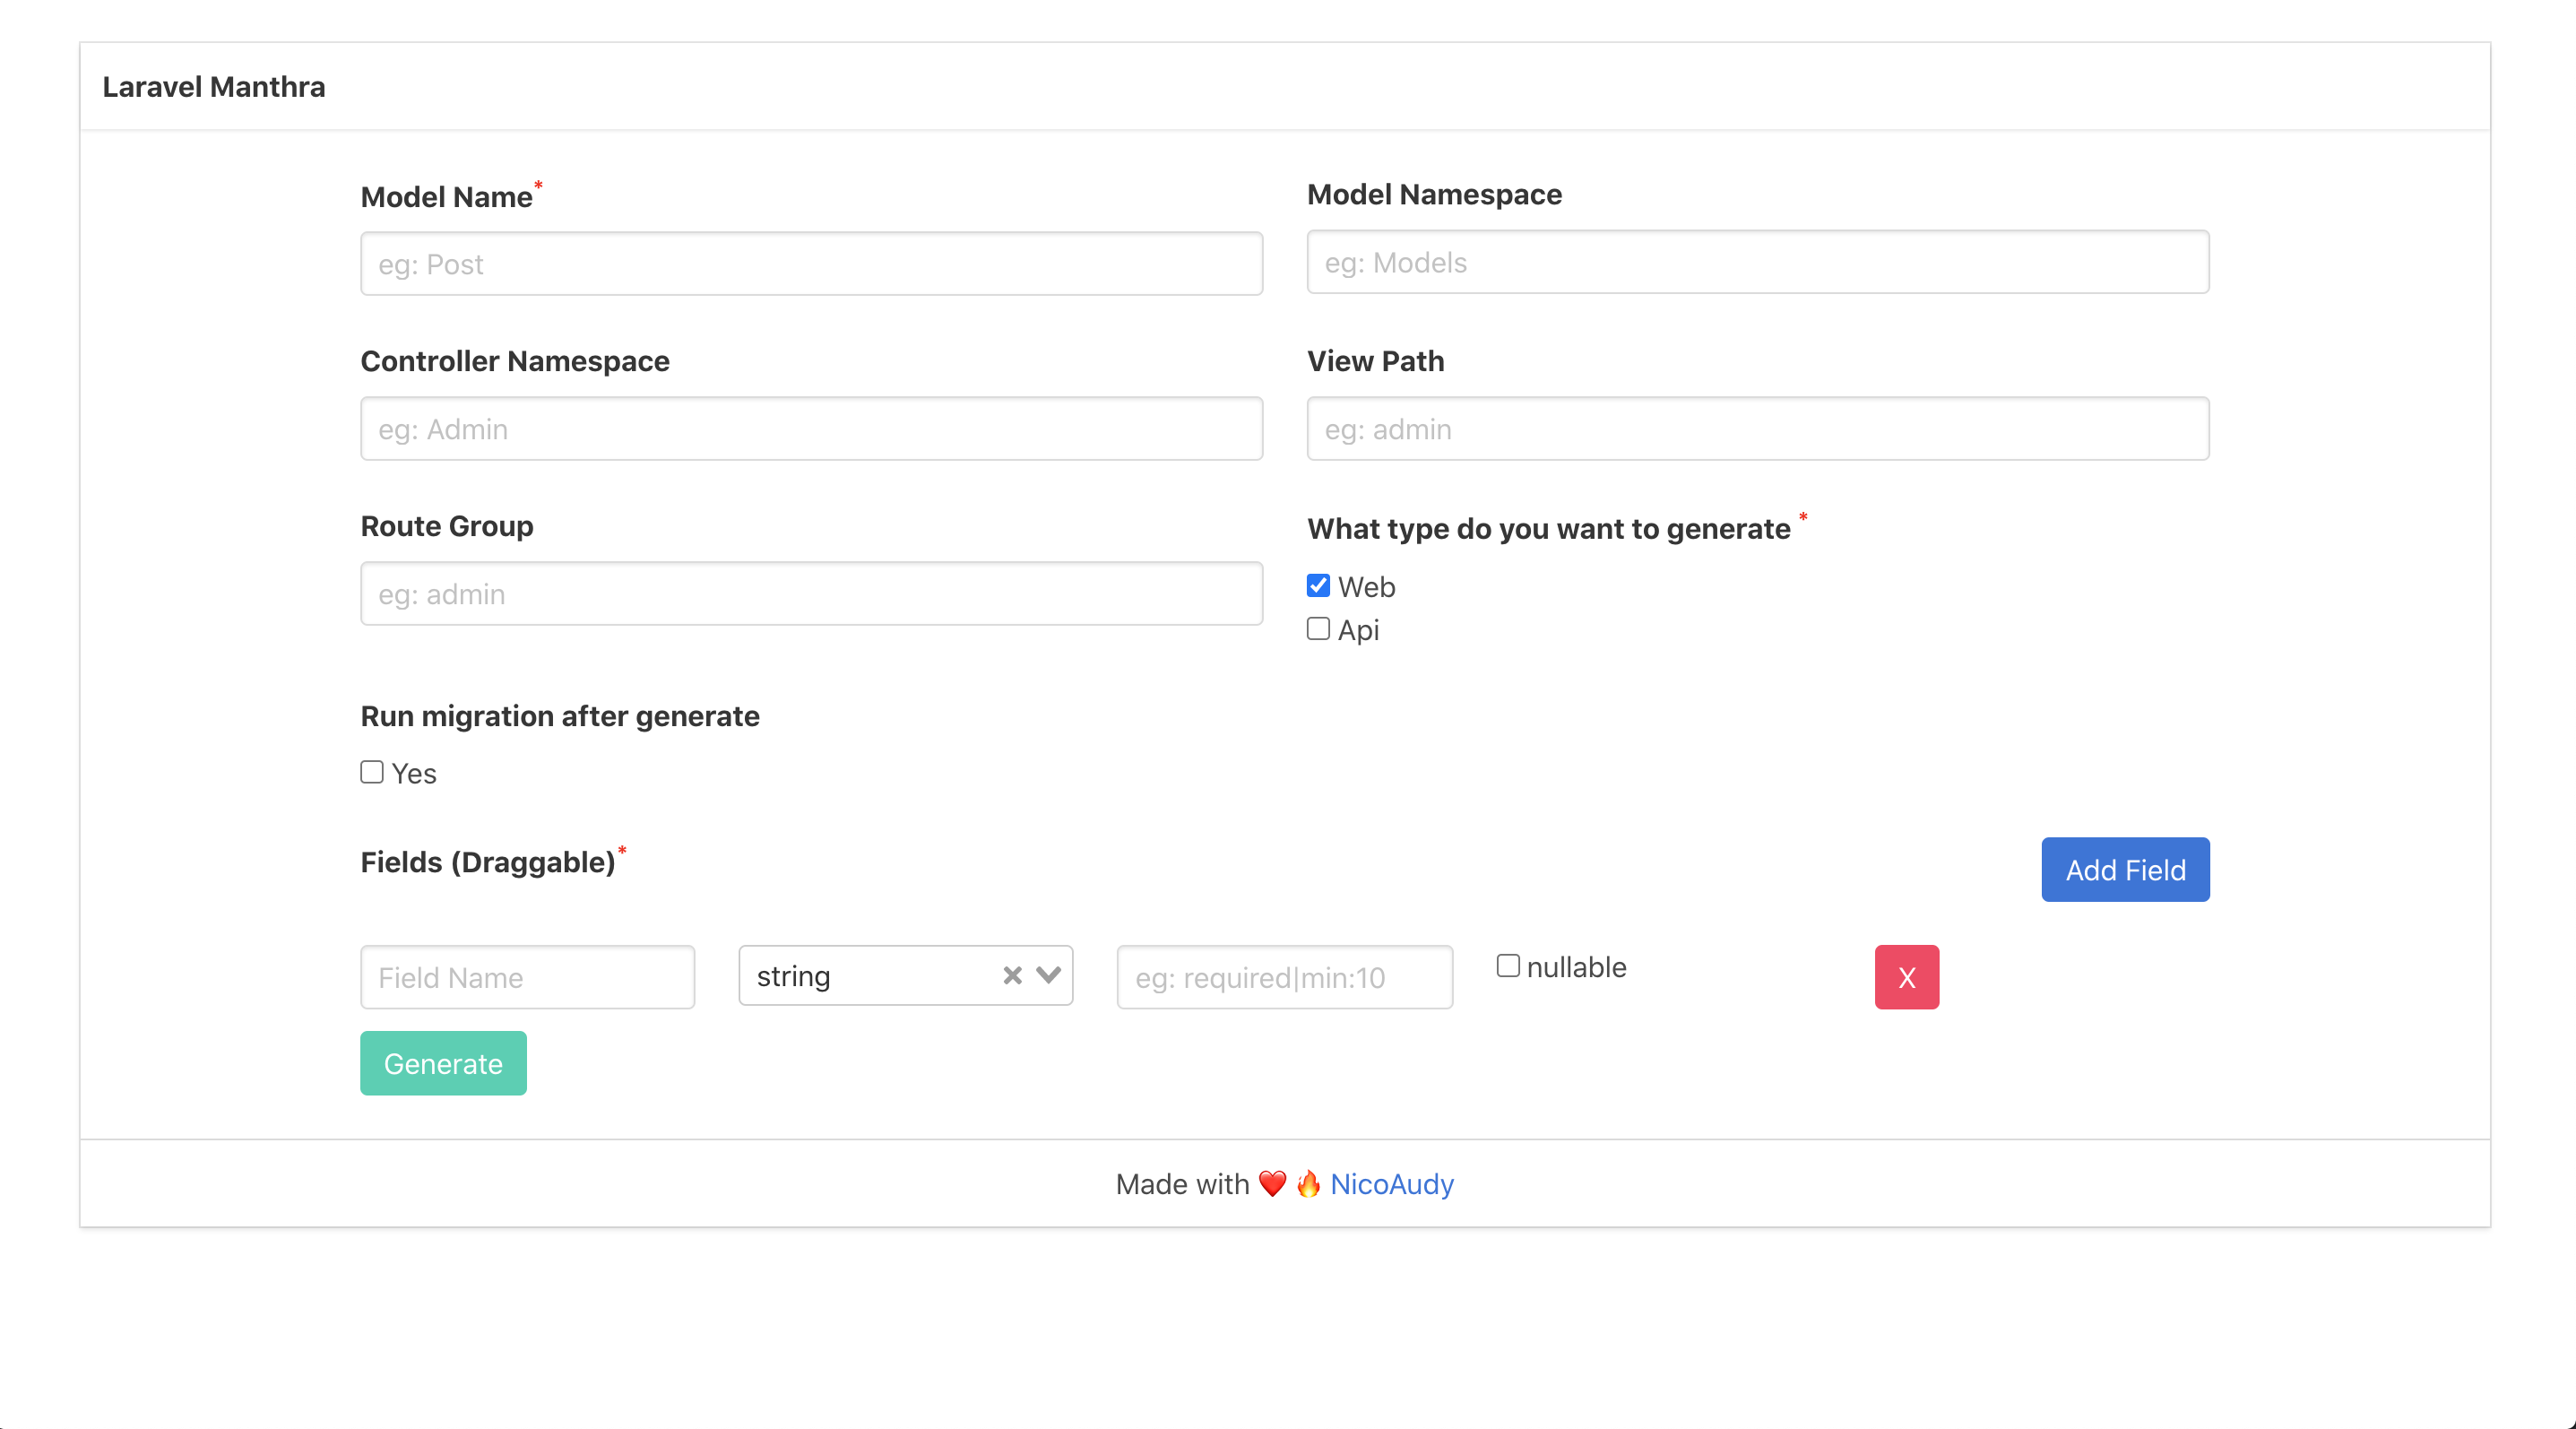 Laravel Manthra
Model Name*
Model Namespace
eg: Post
eg: Models
Controller Namespace
View Path
eg: Admin
eg: admin
Route Group
What type do you want to generate *
eg: admin
Web
Api
Run migration after generate
Yes
Fields (Draggable)*
Add Field
Field Name
string
eg: required|min:10
nullable
X
Generate
Made with ❤️ 🔥 NicoAudy